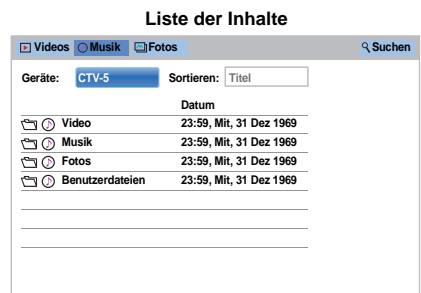 Liste der Inhalte
Videos Musik Fotos Suchen
Geräte: CTV-5 Sortieren: Titel
Datum
Video 23:59, Mit, 31 Dez 1969
Musik 23:59, Mit, 31 Dez 1969
Fotos 23:59, Mit, 31 Dez 1969
Benutzerdateien 23:59, Mit, 31 Dez 1969